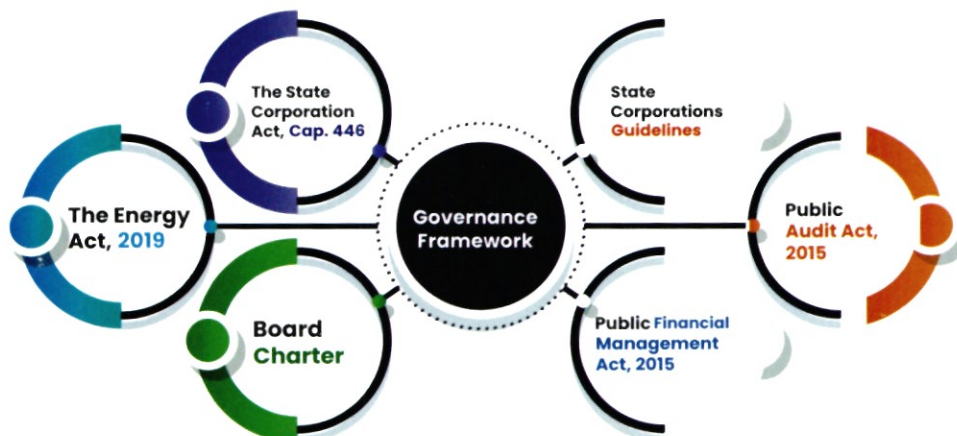 The State
Corporation
Act, Cap. 446
State
Corporations
Guidelines
The Energy
Act, 2019
Governance
Framework
Public
Audit Act,
2015
Board
Charter
Public Financial
Management
Act, 2015